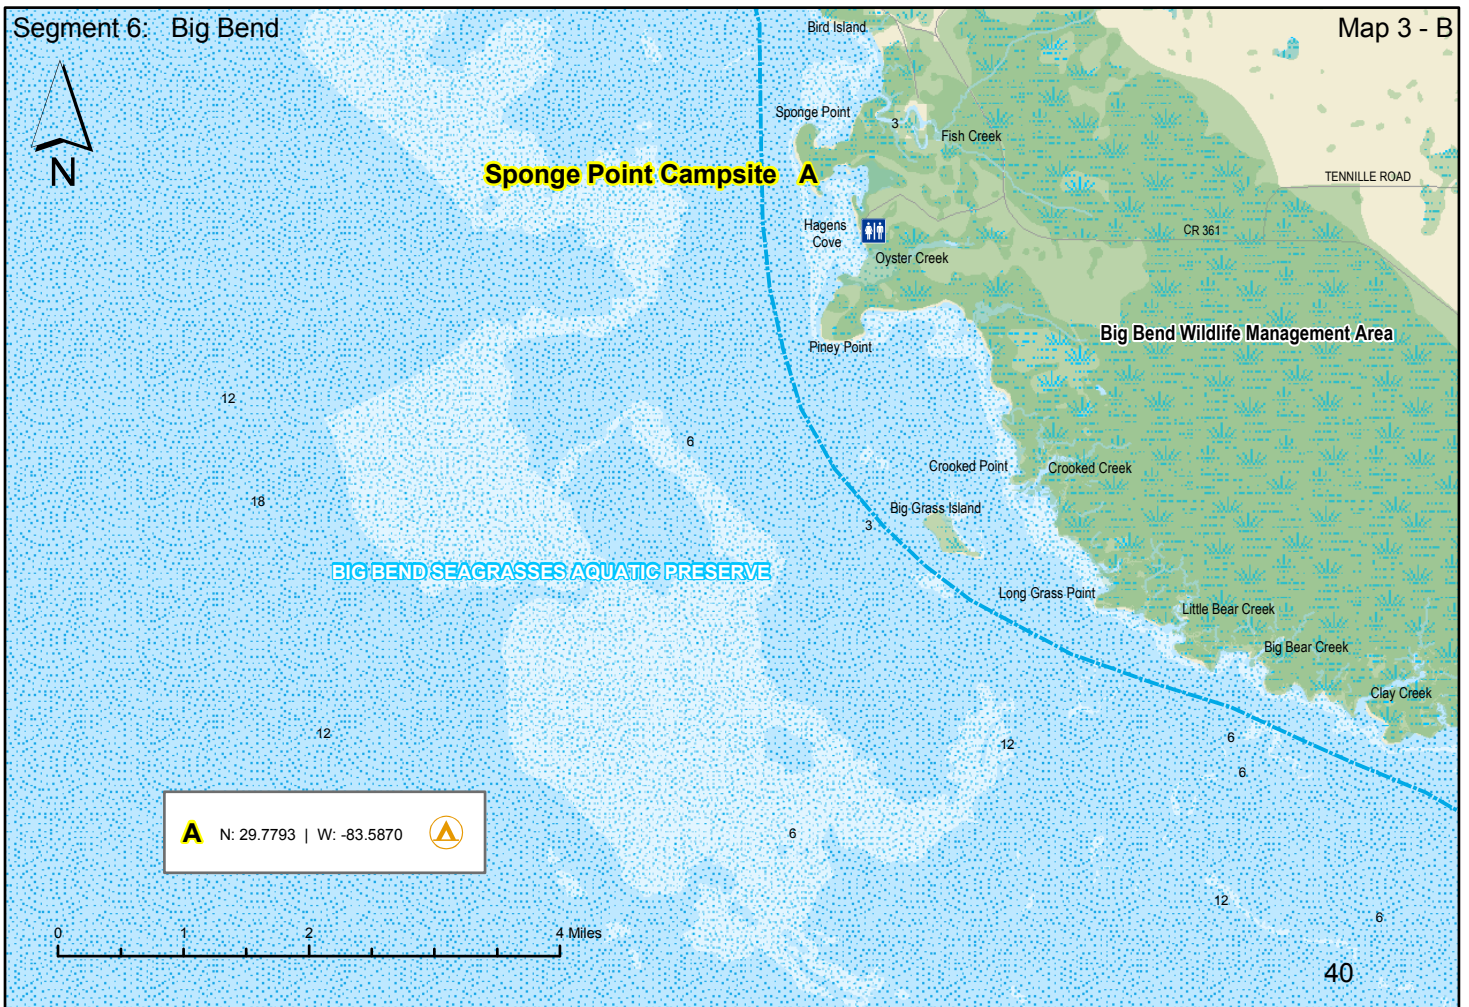 Segment 6: Big Bend
Map 3 - B
Bird Island
Sponge Point
3
Fish Creek
N
Sponge Point Campsite A
TENNILLE ROAD
Hagens
Cove
CR 361
Oyster Creek
Big Bend Wildlife Management Area
Piney Point
12
6
Crooked Point
Crooked Creek
18
Big Grass Island
3
BIG BEND SEAGRASSES AQUATIC PRESERVE
Long Grass Point
Little Bear Creek
Big Bear Creek
Clay Creek
12
12
6
6
A N: 29.7793 | W: -83.5870
6
12
6
0 1 2 4 Miles
40